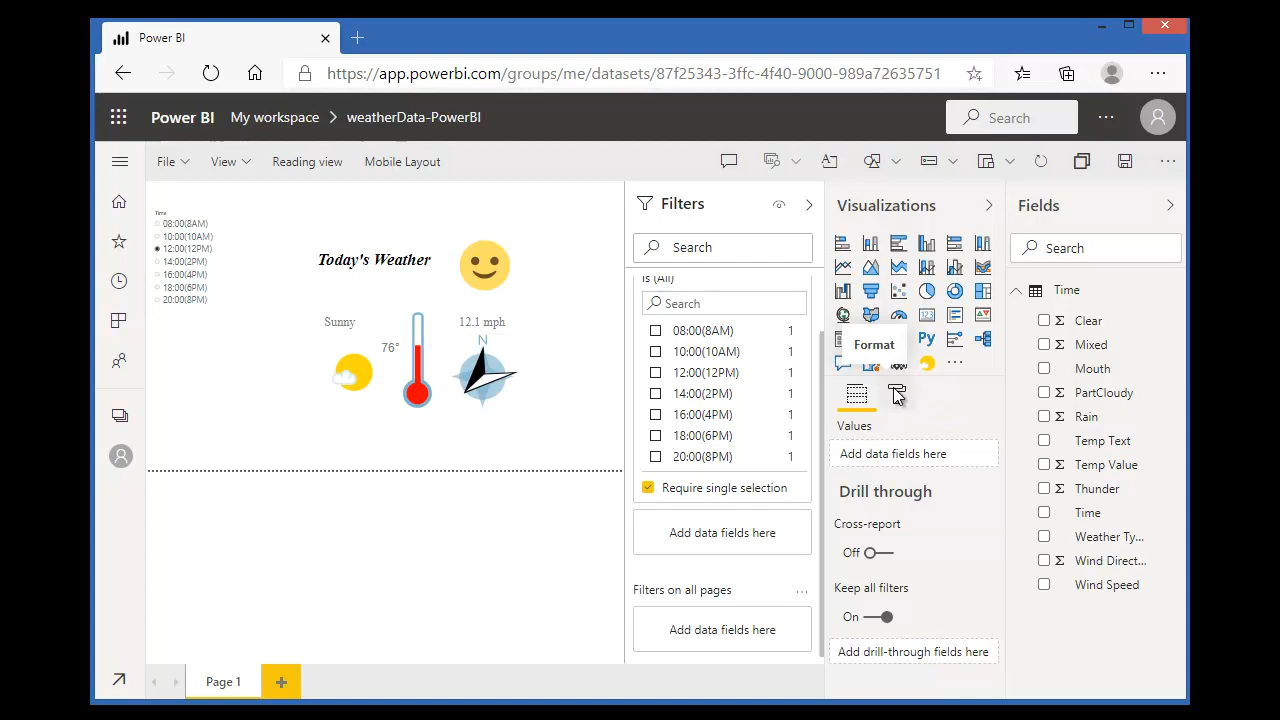 Power BI
https://app.powerbi.com/groups/me/datasets/87f25343-3ffc-4f40-9000-989a72635751
Power BI My workspace weatherData-PowerBI
Search
File View Reading view Mobile Layout
Time
08:00(8AM)
10:00(10AM)
12:00(12PM)
14:00(2PM)
16:00(4PM)
18:00(6PM)
20:00(8PM)
Today's Weather
Sunny
76°
12.1 mph
N
Filters
Search
is (All)
Search
08:00(8AM) 1
10:00(10AM) 1
12:00(12PM) 1
14:00(2PM) 1
16:00(4PM) 1
18:00(6PM) 1
20:00(8PM) 1
Require single selection
Add data fields here
Filters on all pages
Add data fields here
Visualizations
Py
123
Format
Values
Add data fields here
Drill through
Cross-report
Off
Keep all filters
On
Add drill-through fields here
Fields
Search
Time
Σ Clear
Σ Mixed
Mouth
Σ PartCloudy
Σ Rain
Temp Text
Σ Temp Value
Σ Thunder
Time
Weather Ty...
Σ Wind Direct...
Wind Speed
Page 1